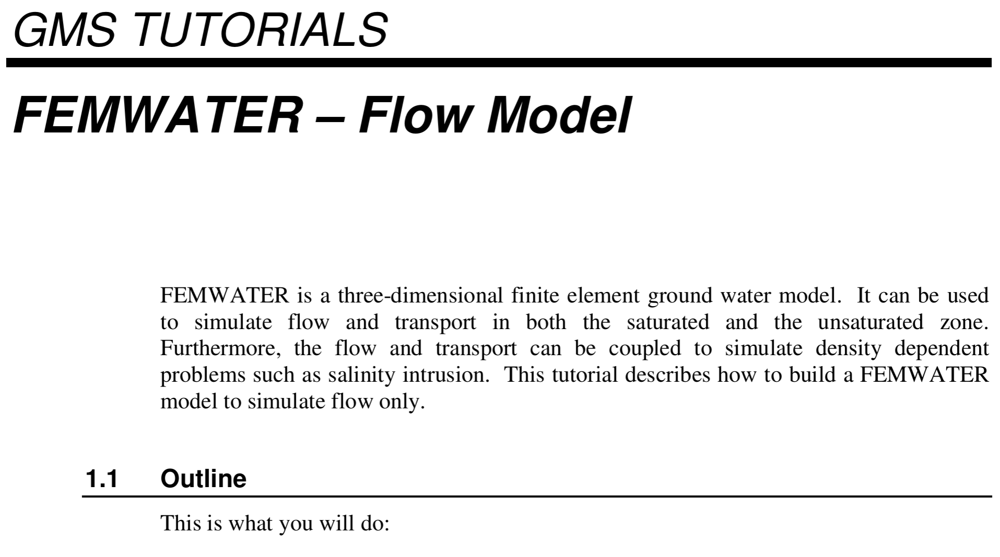 GMS TUTORIALS
FEMWATER – Flow Model
FEMWATER is a three-dimensional finite element ground water model. It can be used
to simulate flow and transport in both the saturated and the unsaturated zone.
Furthermore, the flow and transport can be coupled to simulate density dependent
problems such as salinity intrusion. This tutorial describes how to build a FEMWATER
model to simulate flow only.
1.1 Outline
This is what you will do: